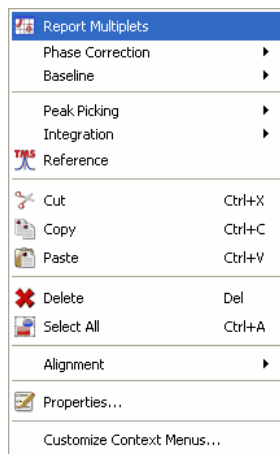 Report Multiplets
Phase Correction
Baseline
Peak Picking
Integration
TMS Reference
Cut Ctrl+X
Copy Ctrl+C
Paste Ctrl+V
Delete Del
Select All Ctrl+A
Alignment
Properties...
Customize Context Menus...